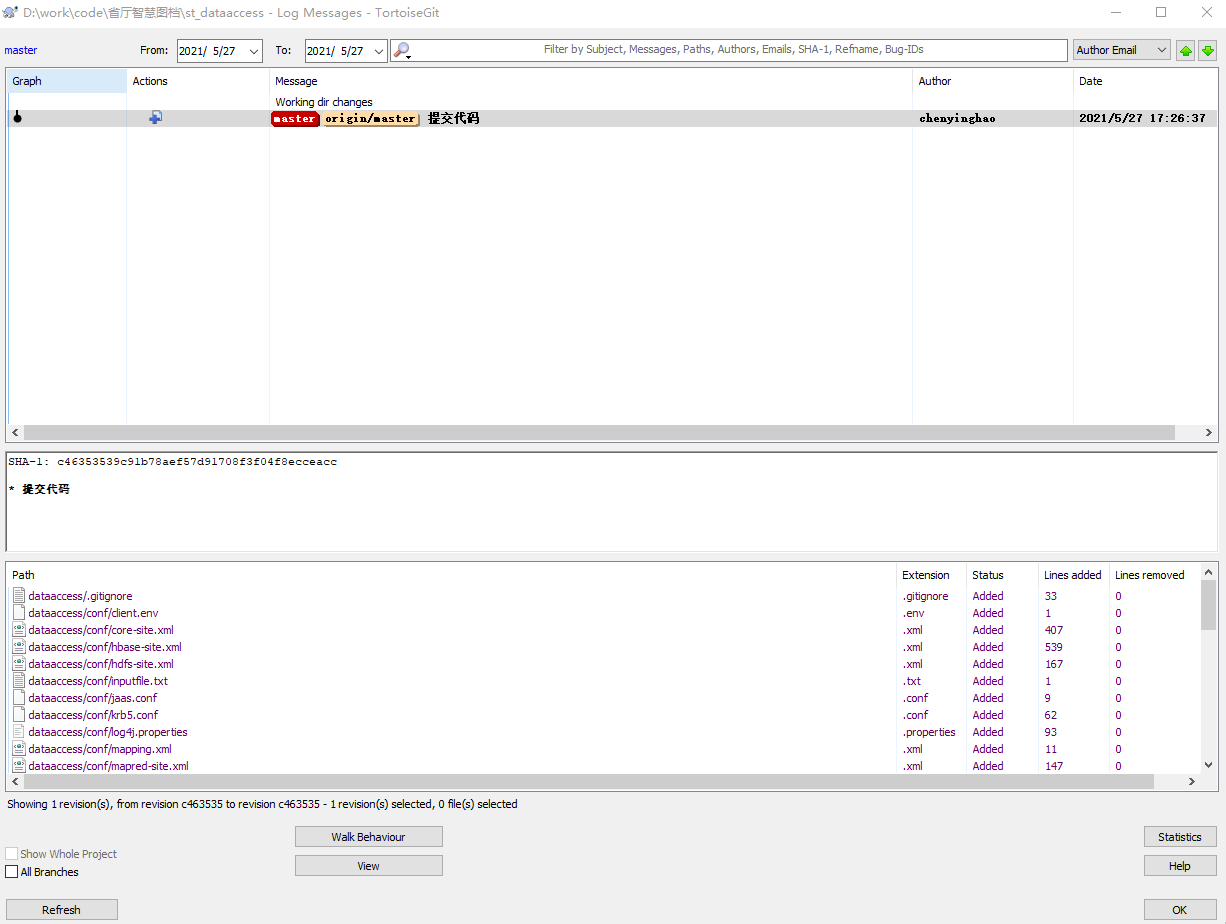 D:\work\code\省厅智慧图档\st_dataaccess - Log Messages - TortoiseGit
master From: 2021/ 5/27 To: 2021/ 5/27 Filter by Subject, Messages, Paths, Authors, Emails, SHA-1, Refname, Bug-IDs Author Email
Graph Actions Message Author Date
Working dir changes
master origin/master 提交代码 chenyinghao 2021/5/27 17:26:37
SHA-1: c46353539c91b78aef57d91708f3f04f8ecceacc
* 提交代码
Path Extension Status Lines added Lines removed
dataaccess/.gitignore .gitignore Added 33 0
dataaccess/conf/client.env .env Added 1 0
dataaccess/conf/core-site.xml .xml Added 407 0
dataaccess/conf/hbase-site.xml .xml Added 539 0
dataaccess/conf/hdfs-site.xml .xml Added 167 0
dataaccess/conf/inputfile.txt .txt Added 1 0
dataaccess/conf/jaas.conf .conf Added 9 0
dataaccess/conf/krb5.conf .conf Added 62 0
dataaccess/conf/log4j.properties .properties Added 93 0
dataaccess/conf/mapping.xml .xml Added 11 0
dataaccess/conf/mapred-site.xml .xml Added 147 0
Showing 1 revision(s), from revision c463535 to revision c463535 - 1 revision(s) selected, 0 file(s) selected
Walk Behaviour Statistics
Show Whole Project
View Help
All Branches
Refresh OK